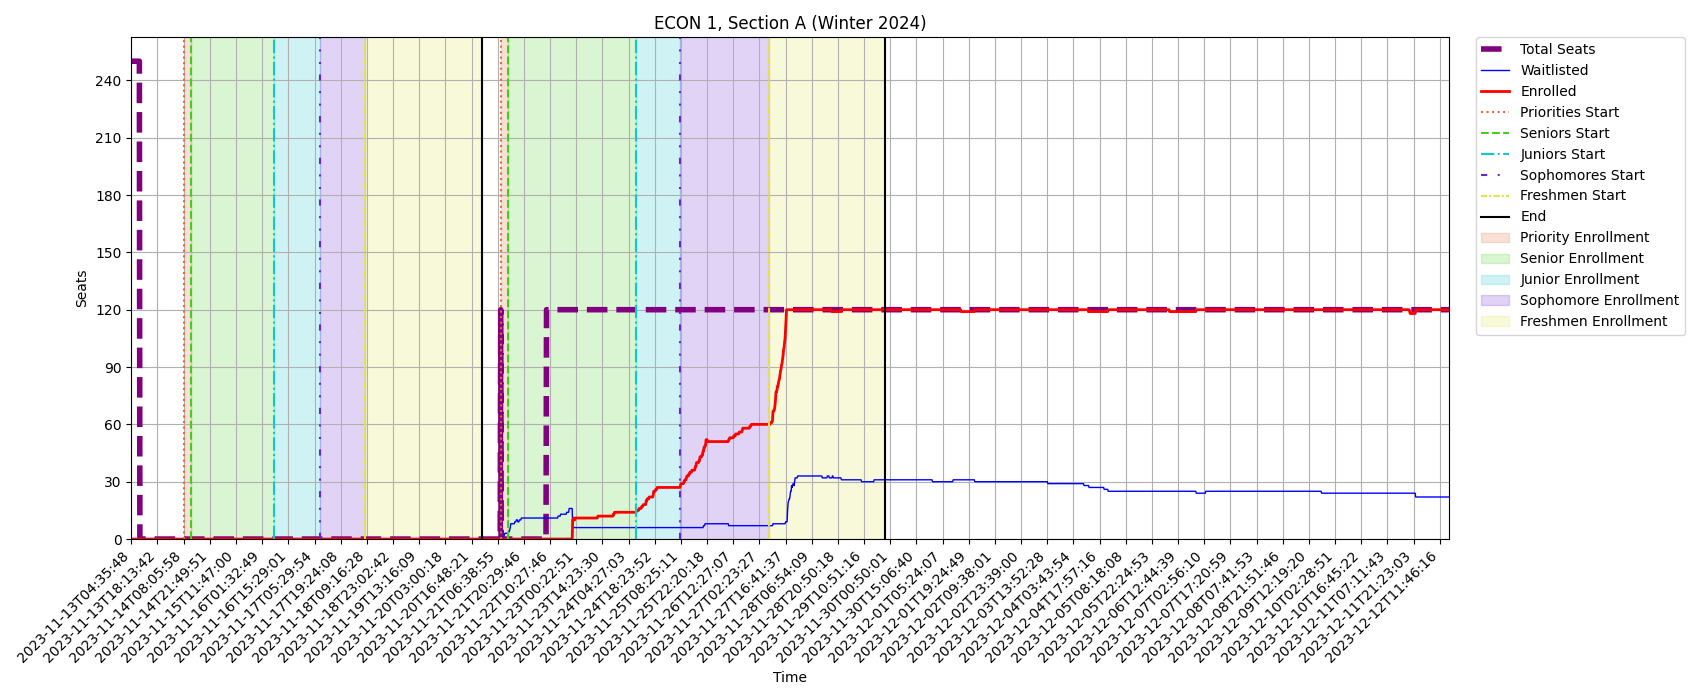 ECON 1, Section A (Winter 2024)
Seats
240
210
180
150
120
90
60
30
0
2023-11-13T04:35:48
2023-11-13T18:13:42
2023-11-14T08:05:58
2023-11-14T21:49:51
2023-11-15T11:47:00
2023-11-16T01:32:49
2023-11-16T15:29:01
2023-11-17T05:29:54
2023-11-17T19:24:08
2023-11-18T09:16:28
2023-11-18T23:02:42
2023-11-19T13:16:09
2023-11-20T03:00:18
2023-11-20T16:48:21
2023-11-21T06:38:55
2023-11-21T20:29:46
2023-11-22T10:27:46
2023-11-23T00:22:51
2023-11-23T14:23:30
2023-11-24T04:27:03
2023-11-24T18:23:52
2023-11-25T08:25:11
2023-11-25T22:20:18
2023-11-26T12:27:07
2023-11-27T02:23:27
2023-11-27T16:41:37
2023-11-28T06:54:09
2023-11-28T20:50:18
2023-11-29T10:51:16
2023-11-30T00:50:01
2023-11-30T15:06:40
2023-12-01T05:24:07
2023-12-01T19:24:49
2023-12-02T09:38:01
2023-12-02T23:39:00
2023-12-03T13:52:28
2023-12-04T03:43:54
2023-12-04T17:57:16
2023-12-05T08:18:08
2023-12-05T22:24:53
2023-12-06T12:44:39
2023-12-07T02:56:10
2023-12-07T17:20:59
2023-12-08T07:41:53
2023-12-08T21:51:46
2023-12-09T12:19:20
2023-12-10T02:28:51
2023-12-10T16:45:22
2023-12-11T07:11:43
2023-12-11T21:23:03
2023-12-12T11:46:16
Time
Total Seats
Waitlisted
Enrolled
Priorities Start
Seniors Start
Juniors Start
Sophomores Start
Freshmen Start
End
Priority Enrollment
Senior Enrollment
Junior Enrollment
Sophomore Enrollment
Freshmen Enrollment